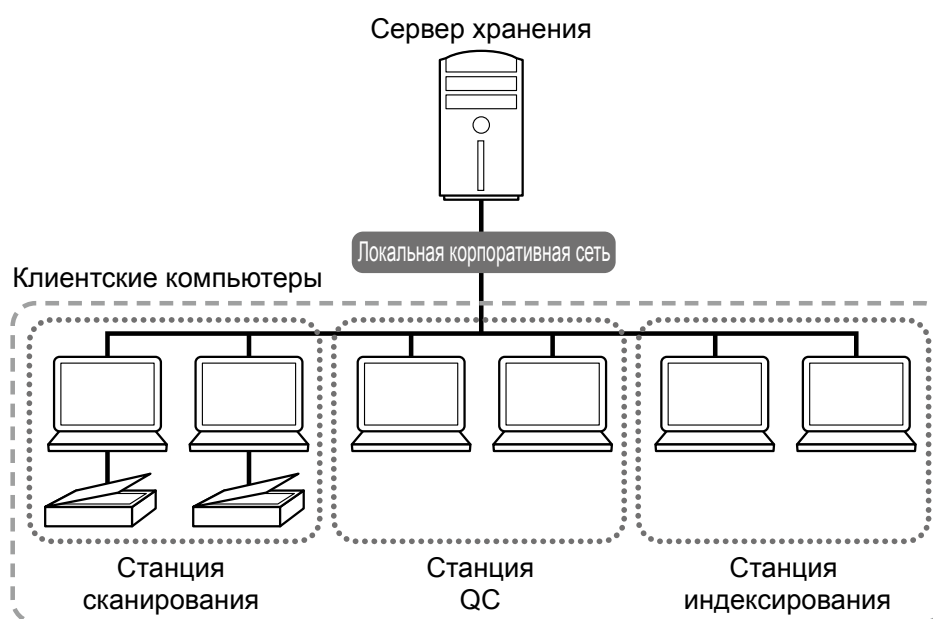 Сервер хранения
Локальная корпоративная сеть
Клиентские компьютеры
Станция
сканирования
Станция
QC
Станция
индексирования